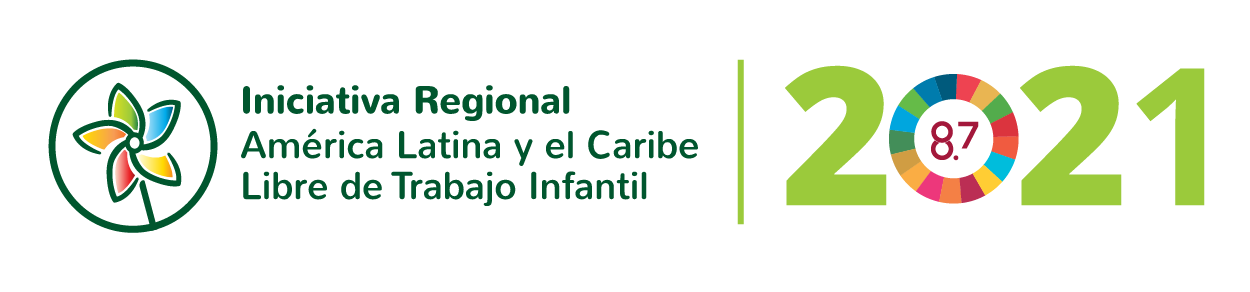 Iniciativa Regional
América Latina y el Caribe
Libre de Trabajo Infantil
2021
8.7